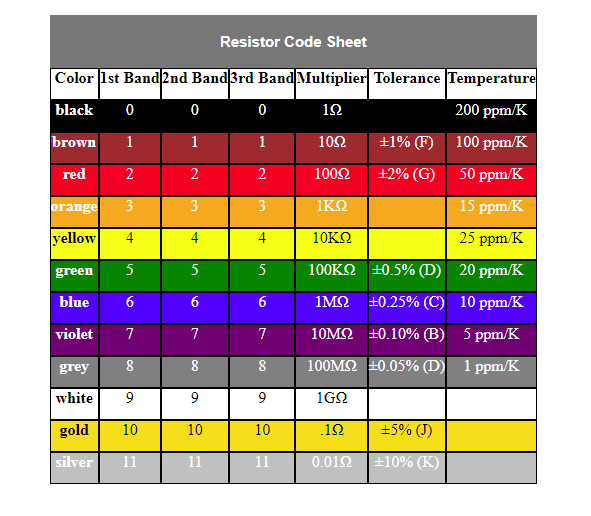 Resistor Code Sheet
Color 1st Band 2nd Band 3rd Band Multiplier Tolerance Temperature
black 0 0 0 1Ω 200 ppm/K
brown 1 1 1 10Ω ±1% (F) 100 ppm/K
red 2 2 2 100Ω ±2% (G) 50 ppm/K
orange 3 3 3 1KΩ 15 ppm/K
yellow 4 4 4 10KΩ 25 ppm/K
green 5 5 5 100KΩ ±0.5% (D) 20 ppm/K
blue 6 6 6 1MΩ ±0.25% (C) 10 ppm/K
violet 7 7 7 10MΩ ±0.10% (B) 5 ppm/K
grey 8 8 8 100MΩ ±0.05% (D) 1 ppm/K
white 9 9 9 1GΩ
gold 10 10 10 .1Ω ±5% (J)
silver 11 11 11 0.01Ω ±10% (K)